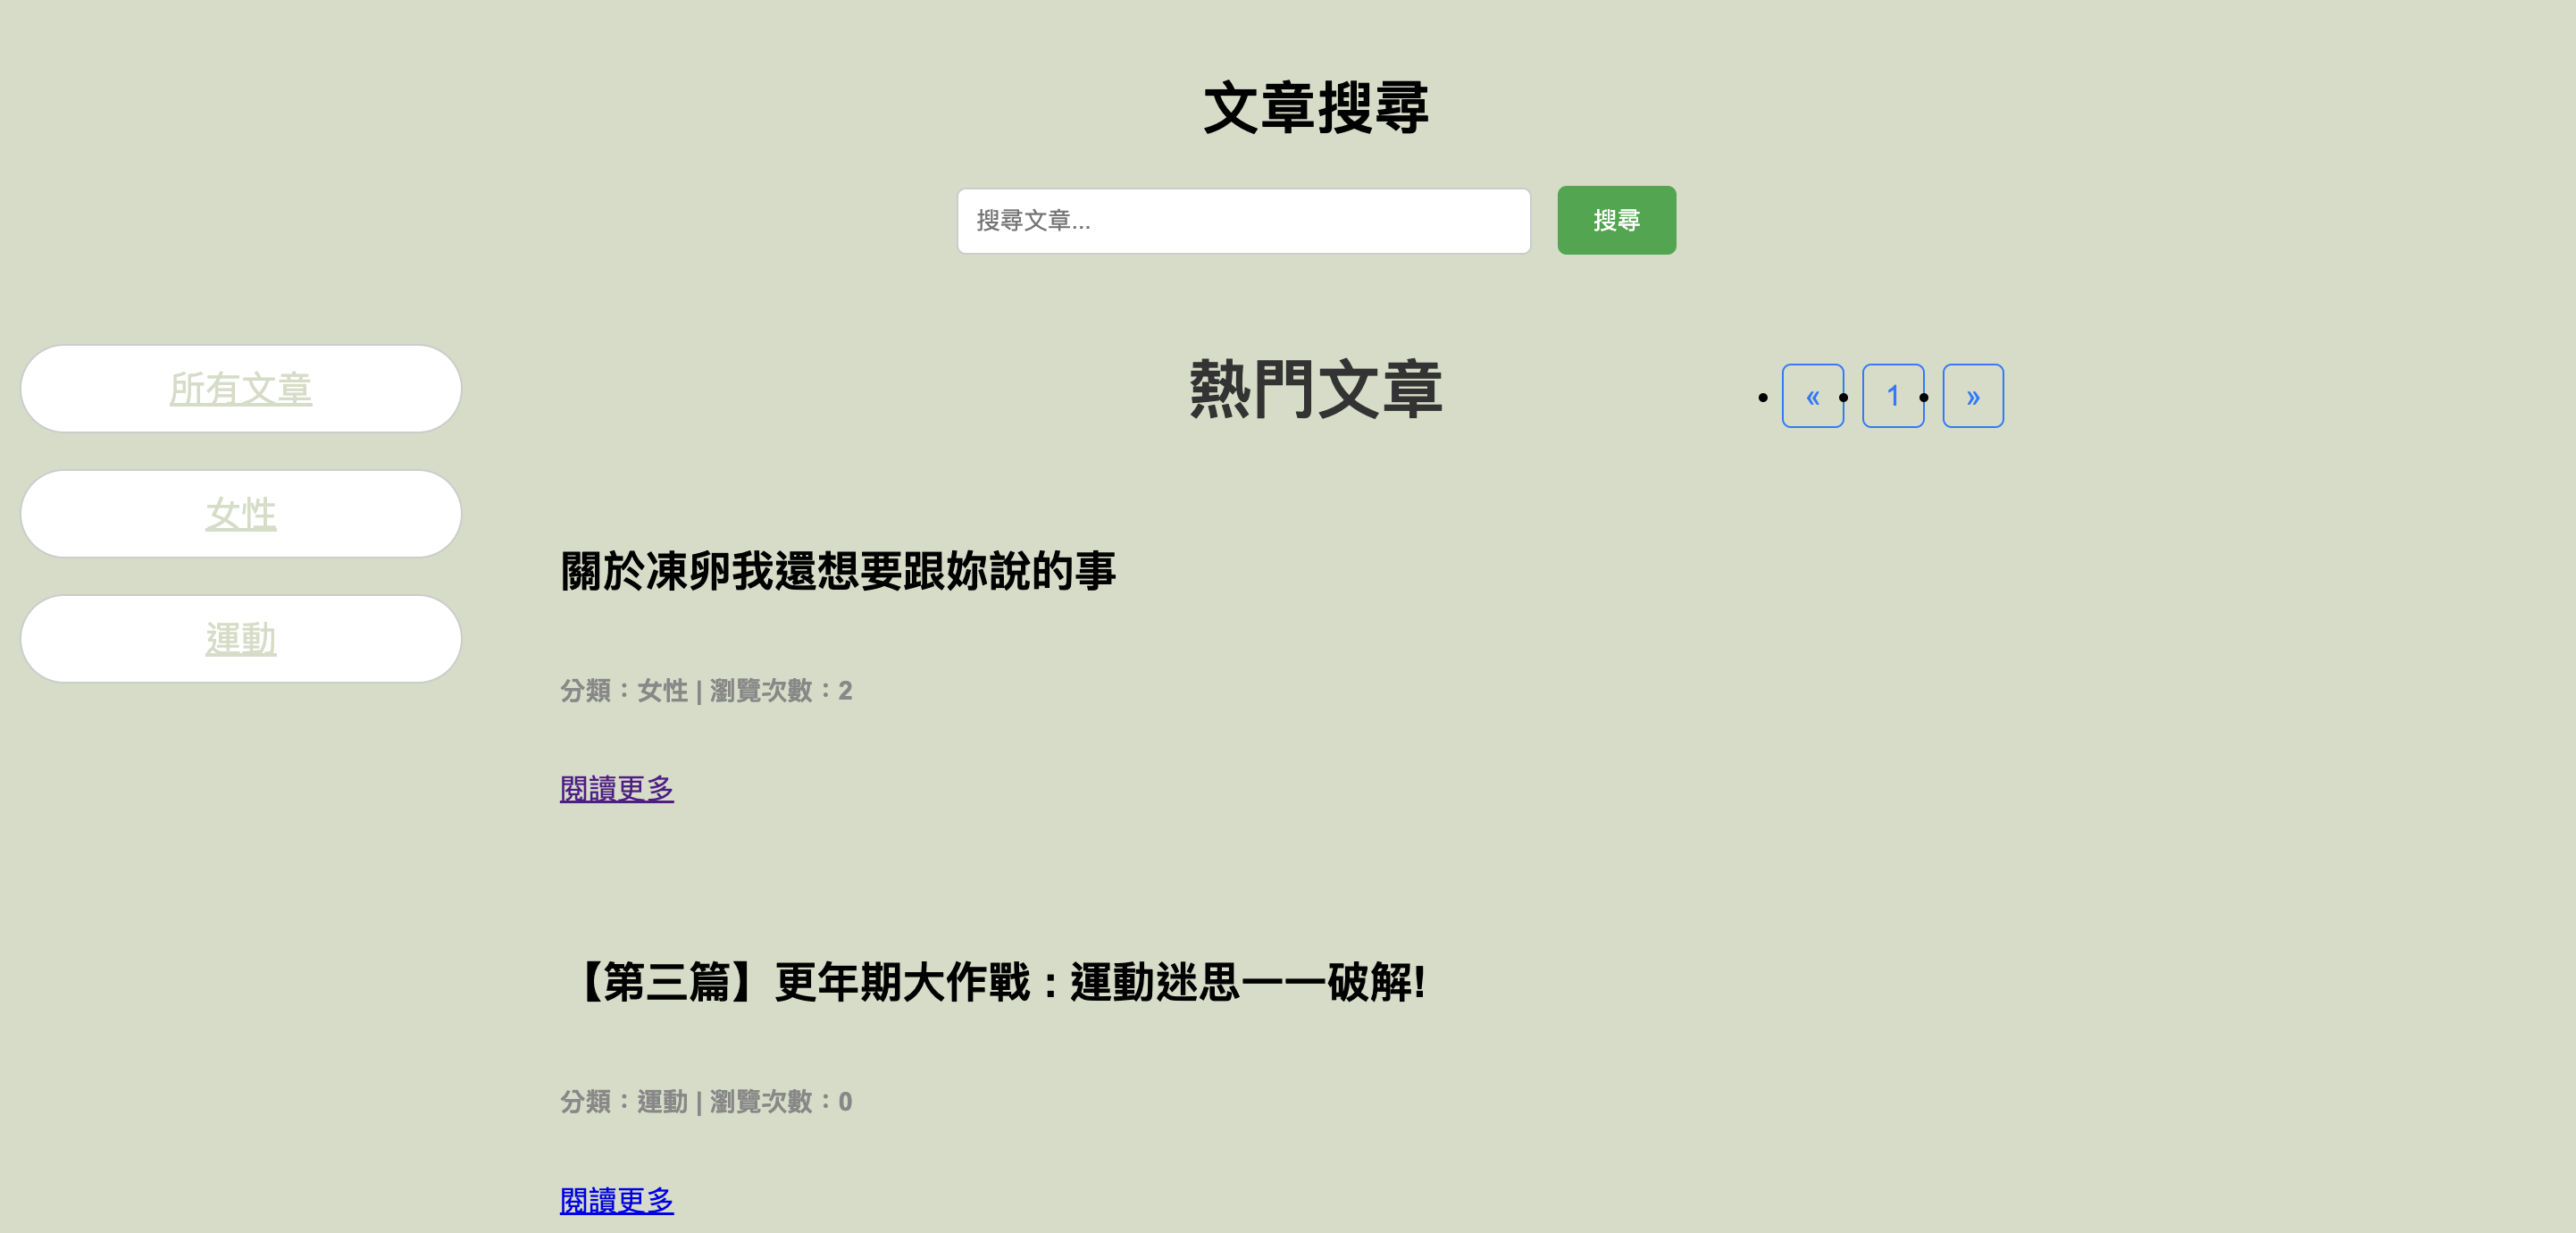 文章搜尋
搜尋文章...
搜尋
所有文章
女性
運動
熱門文章
« 1 »
關於凍卵我還想要跟妳說的事
分類：女性 | 瀏覽次數：2
閱讀更多
【第三篇】更年期大作戰：運動迷思一一破解!
分類：運動 | 瀏覽次數：0
閱讀更多